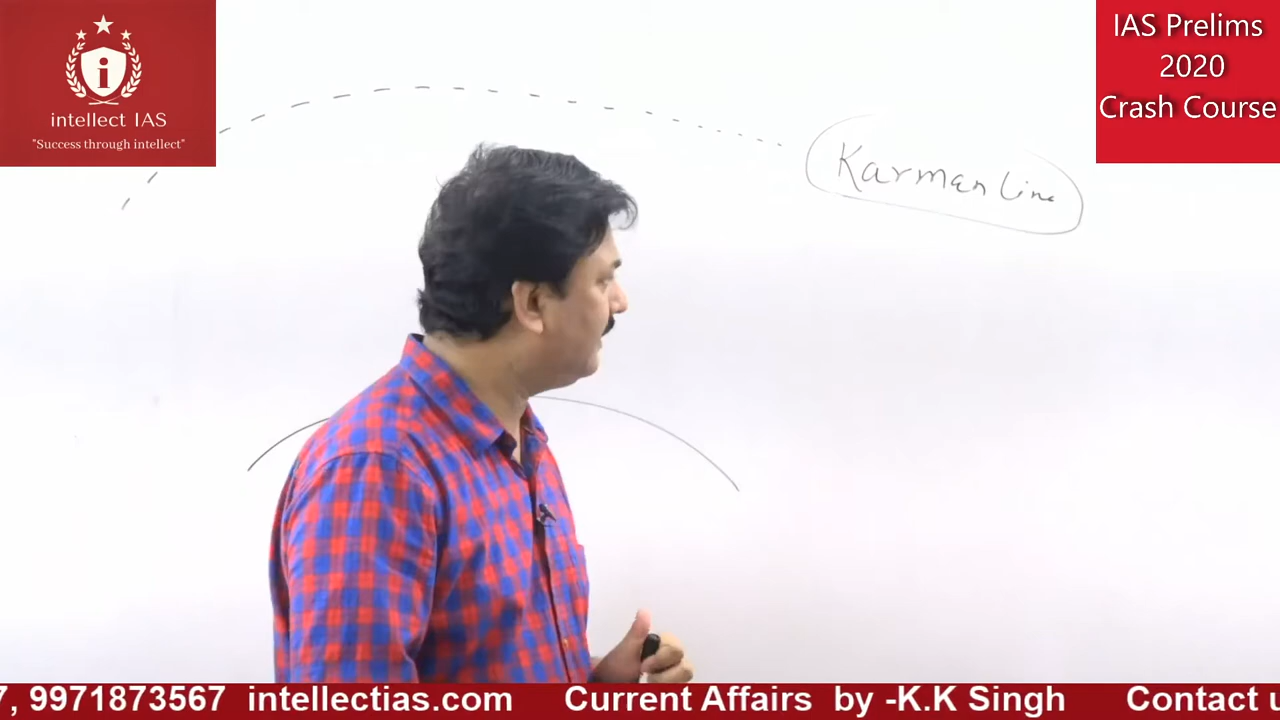 intellect IAS
"Success through intellect"
IAS Prelims
2020
Crash Course
Karman Line
7, 9971873567 intellectias.com Current Affairs by -K.K Singh Contact u